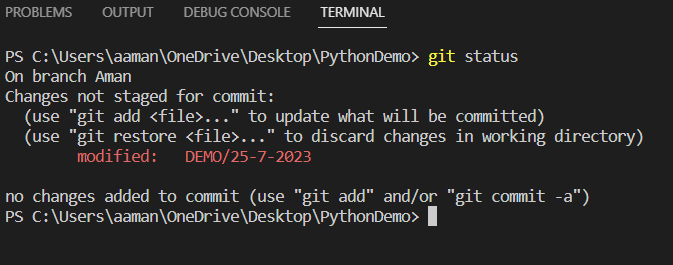 PROBLEMS OUTPUT DEBUG CONSOLE TERMINAL
PS C:\Users\aaman\OneDrive\Desktop\PythonDemo> git status
On branch Aman
Changes not staged for commit:
  (use "git add <file>..." to update what will be committed)
  (use "git restore <file>..." to discard changes in working directory)
        modified:   DEMO/25-7-2023
no changes added to commit (use "git add" and/or "git commit -a")
PS C:\Users\aaman\OneDrive\Desktop\PythonDemo>